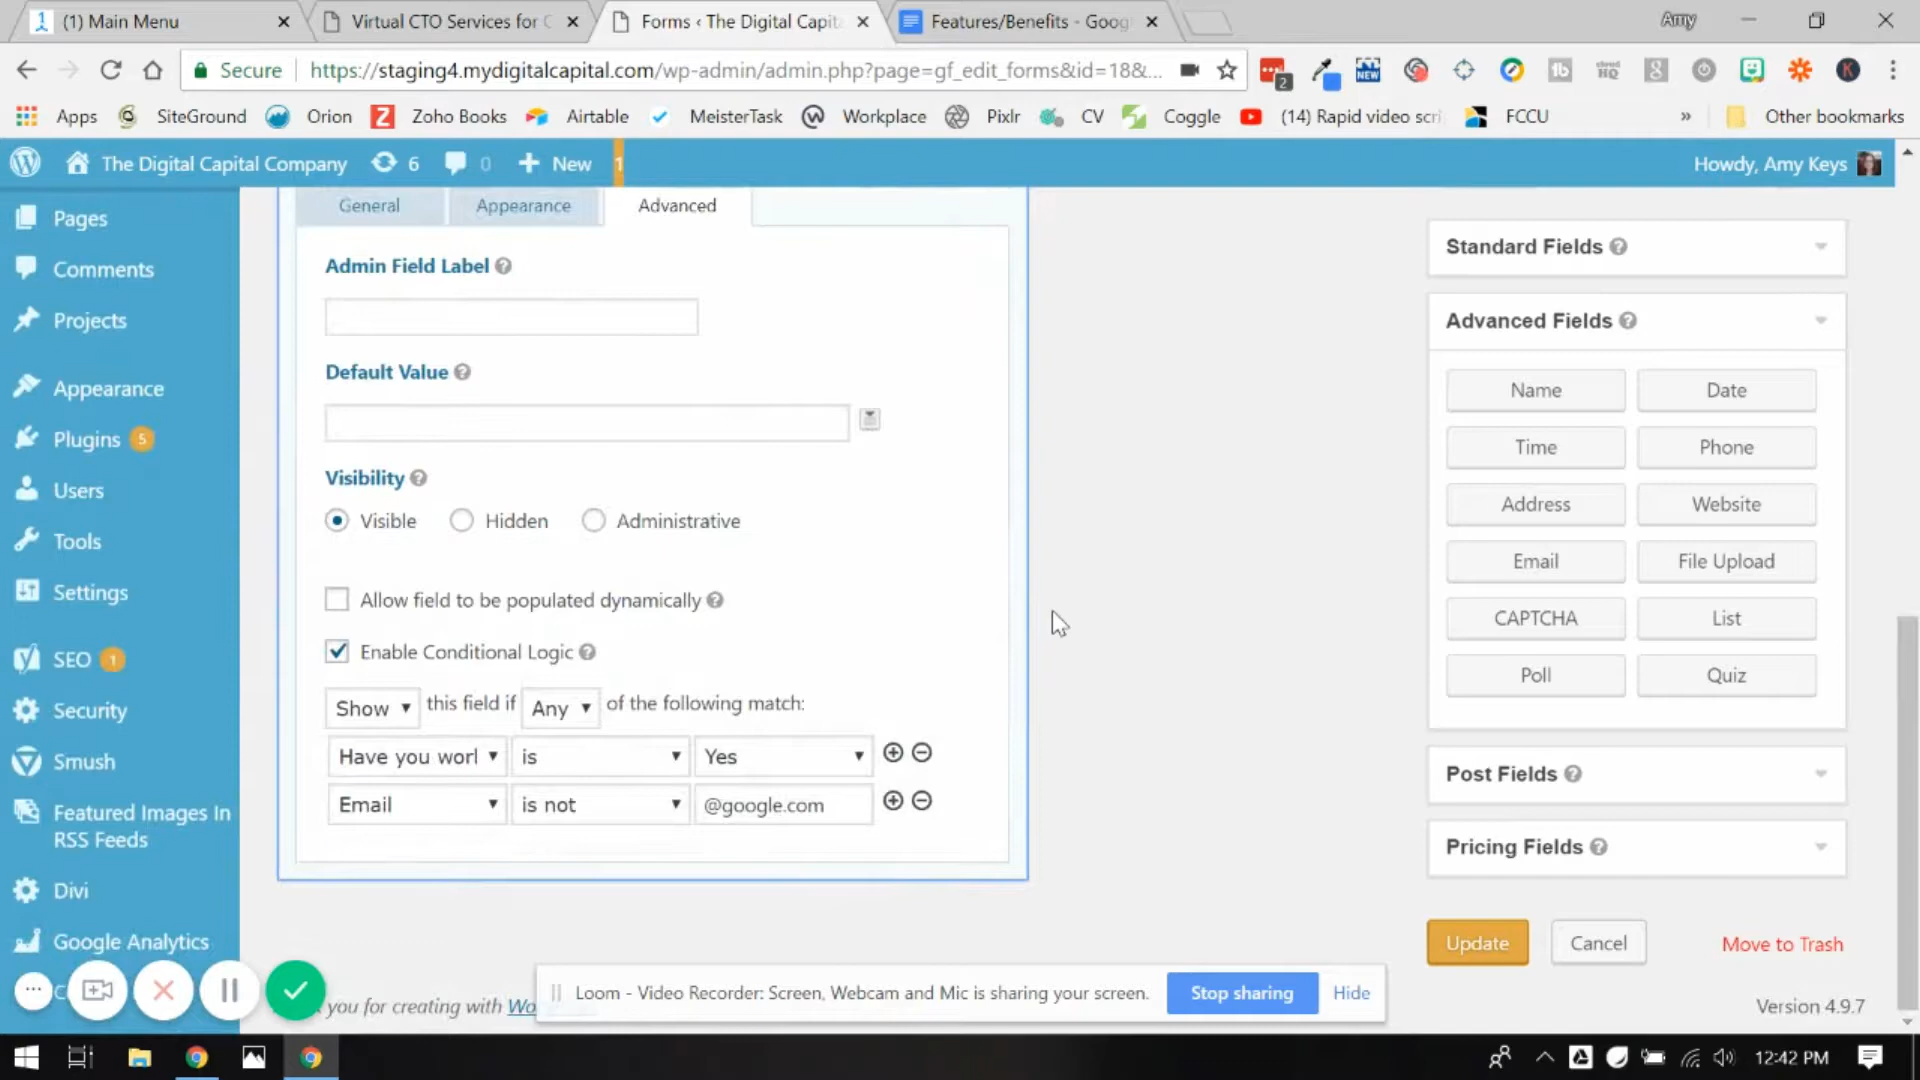 (1) Main Menu
Virtual CTO Services for C
Forms ‹ The Digital Capita
Features/Benefits - Goog
Amy
Secure
https://staging4.mydigitalcapital.com/wp-admin/admin.php?page=gf_edit_forms&id=18&...
2
NEW
Apps
SiteGround
Orion
Zoho Books
Airtable
MeisterTask
Workplace
Pixlr
CV
Coggle
(14) Rapid video scri
FCCU
»
Other bookmarks
The Digital Capital Company
6
0
New
1
Howdy, Amy Keys
Pages
Comments
Projects
Appearance
Plugins 5
Users
Tools
Settings
SEO 1
Security
Smush
Featured Images In
RSS Feeds
Divi
Google Analytics
General
Appearance
Advanced
Admin Field Label
Default Value
Visibility
Visible
Hidden
Administrative
Allow field to be populated dynamically
Enable Conditional Logic
Show this field if Any of the following match:
Have you worl is Yes
Email is not @google.com
Standard Fields
Advanced Fields
Name
Date
Time
Phone
Address
Website
Email
File Upload
CAPTCHA
List
Poll
Quiz
Post Fields
Pricing Fields
Update
Cancel
Move to Trash
you for creating with Wo
Loom - Video Recorder: Screen, Webcam and Mic is sharing your screen.
Stop sharing
Hide
Version 4.9.7
12:42 PM